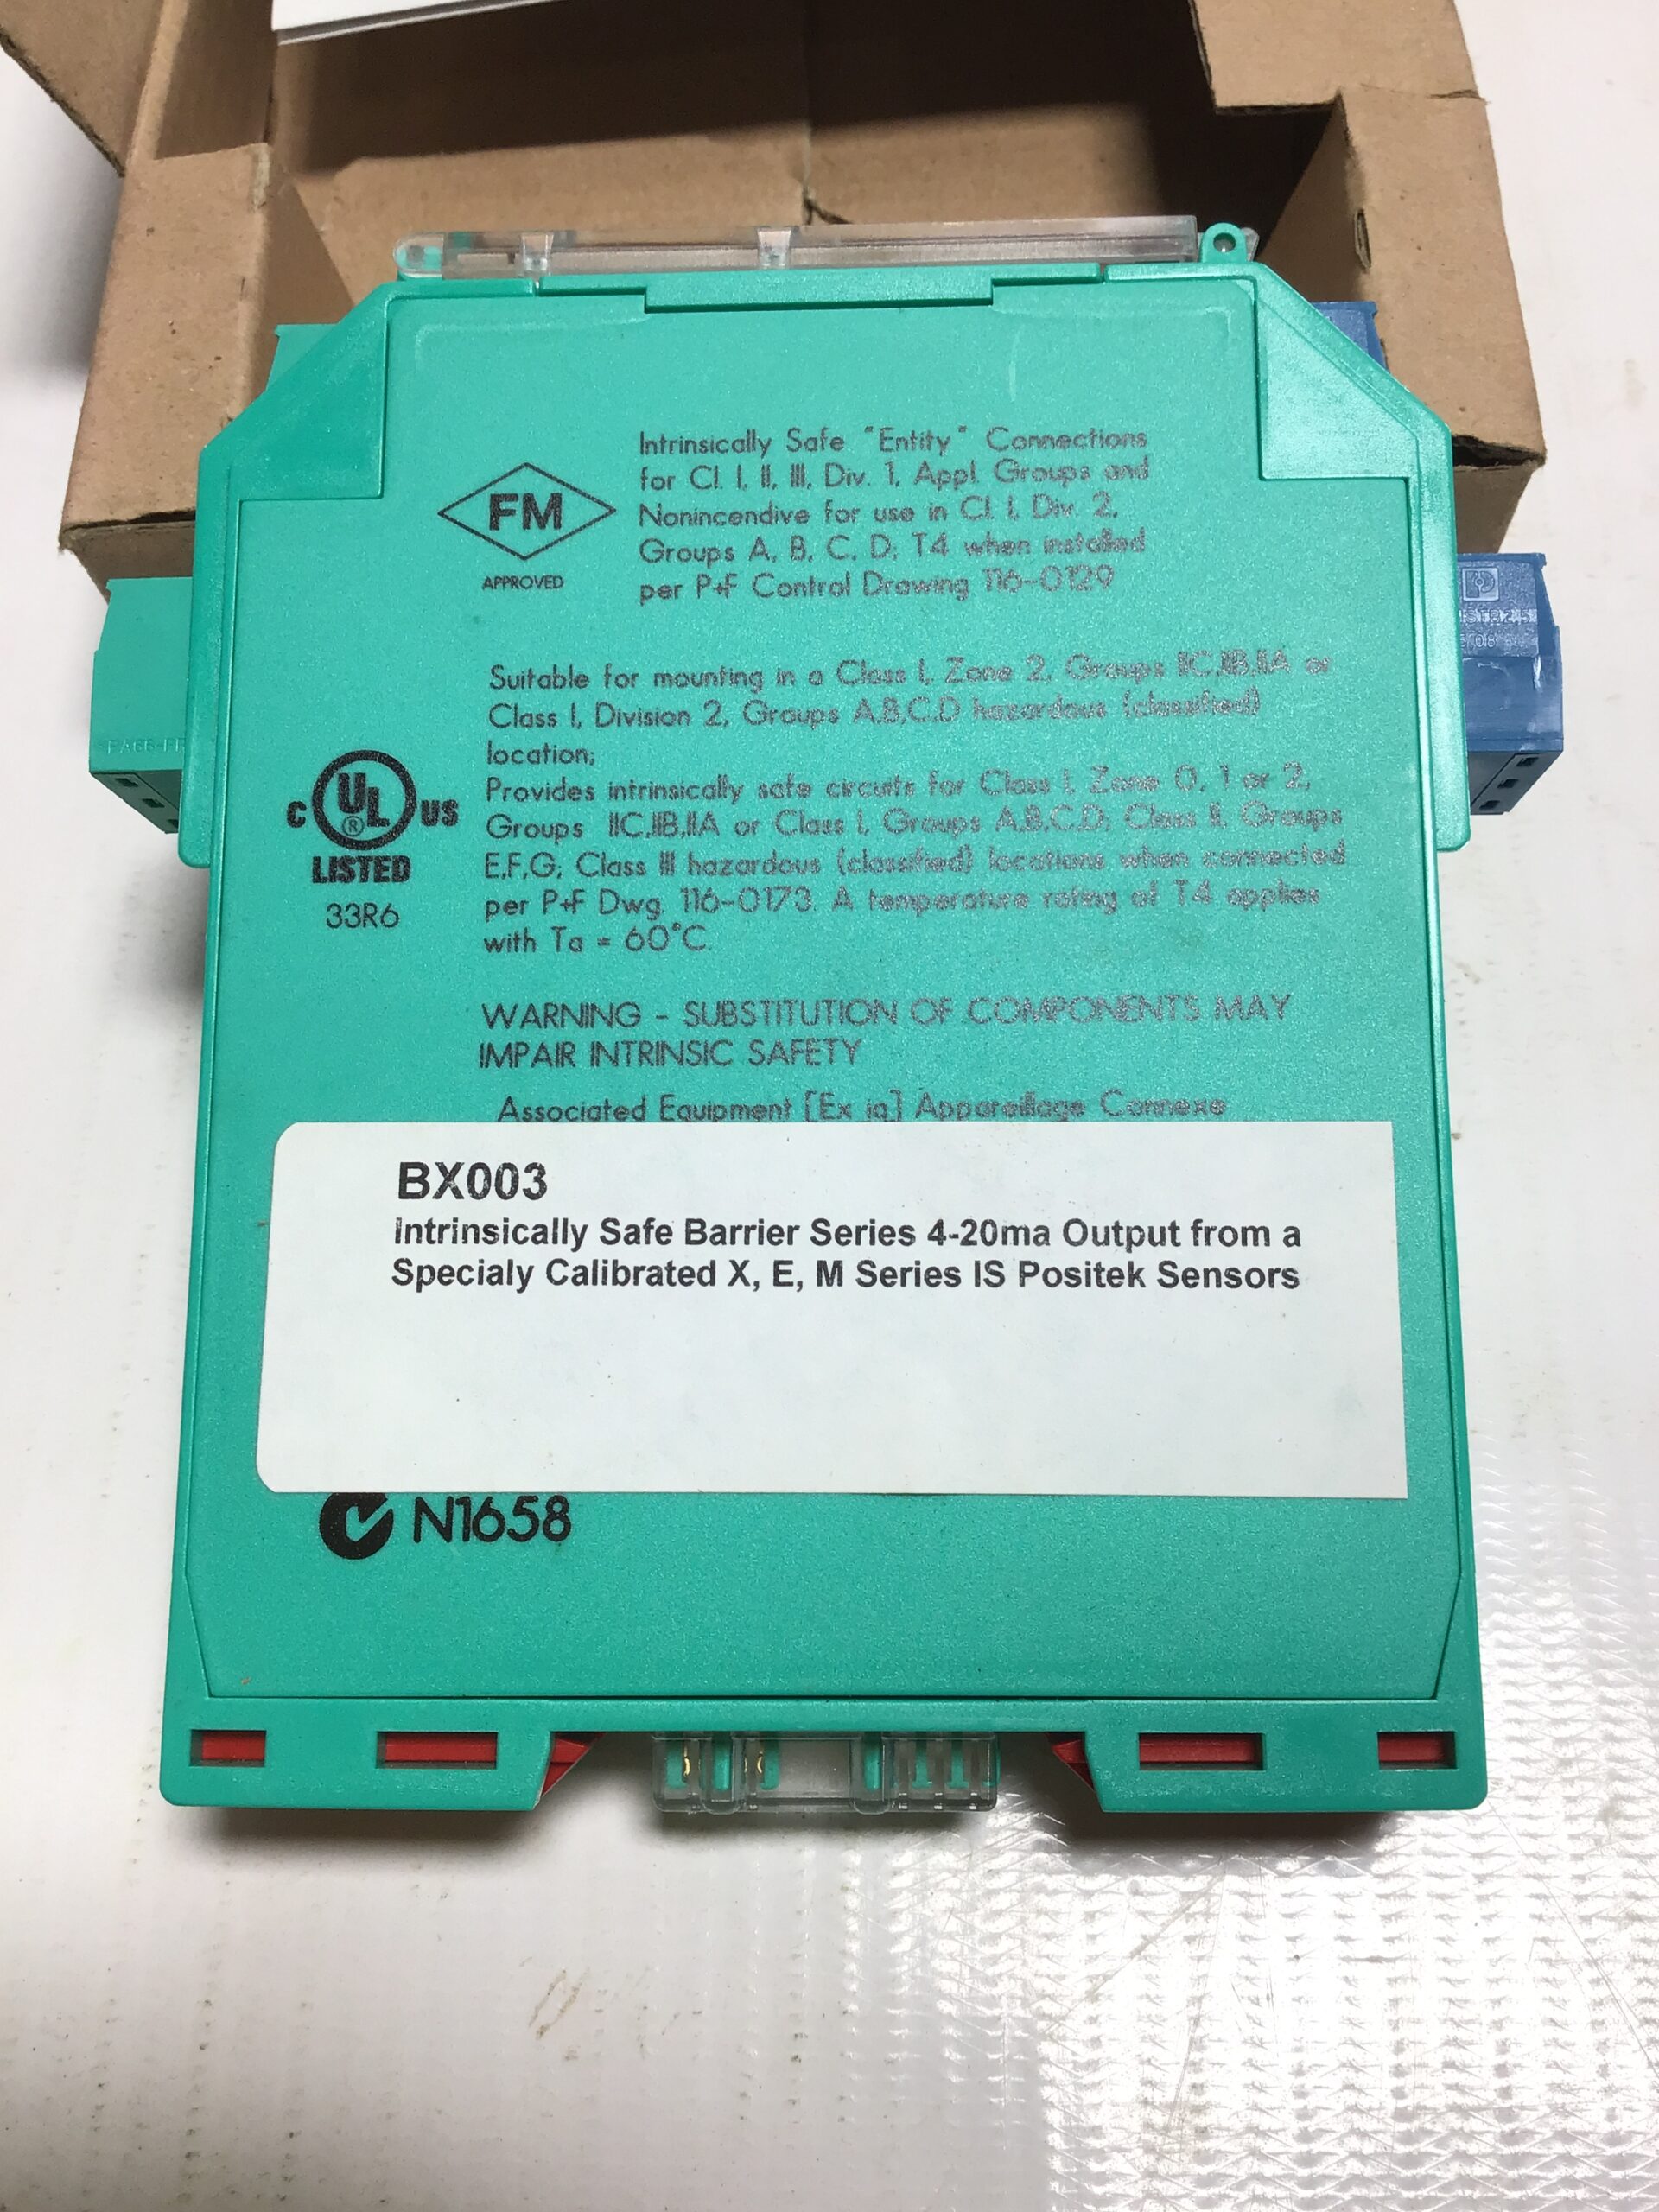 FM
APPROVED
Intrinsically Safe "Entity" Connections
for Cl. I, II, III, Div. 1, Appl. Groups and
Nonincendive for use in Cl. I, Div. 2,
Groups A, B, C, D; T4 when installed
per P+F Control Drawing 116-0129
Suitable for mounting in a Class I, Zone 2, Groups IIC,IIB,IIA or
Class I, Division 2, Groups A,B,C,D hazardous (classified)
location;
Provides intrinsically safe circuits for Class I, Zone 0, 1 or 2,
Groups IIC,IIB,IIA or Class I, Groups A,B,C,D; Class II, Groups
E,F,G; Class III hazardous (classified) locations when connected
per P+F Dwg. 116-0173. A temperature rating of T4 applies
with Ta = 60°C.
C UL ® US
LISTED
33R6
WARNING - SUBSTITUTION OF COMPONENTS MAY
IMPAIR INTRINSIC SAFETY
Associated Equipment [Ex ia] Appareillage Connexe
BX003
Intrinsically Safe Barrier Series 4-20ma Output from a
Specialy Calibrated X, E, M Series IS Positek Sensors
N1658